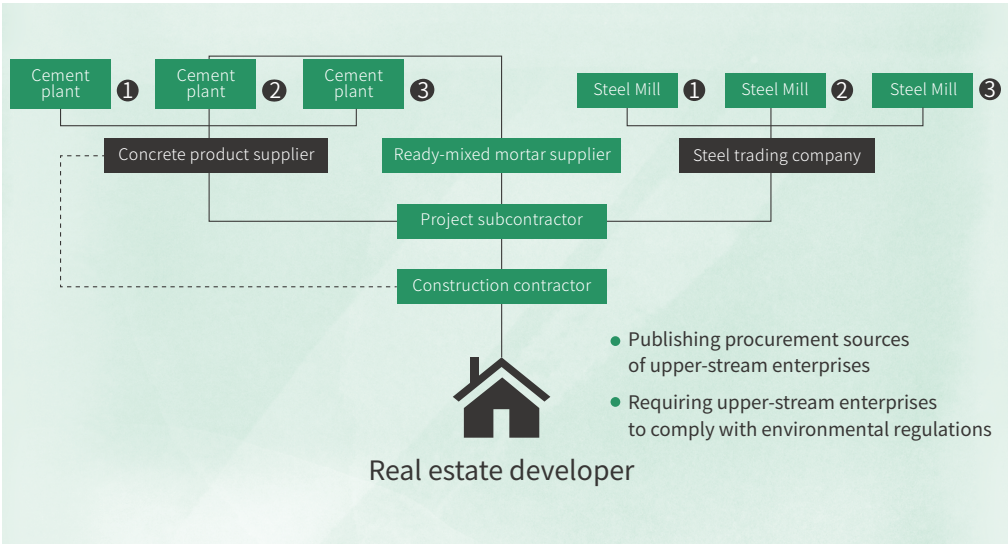 Cement
plant
❶
Cement
plant
❷
Cement
plant
❸
Steel Mill
❶
Steel Mill
❷
Steel Mill
❸
Concrete product supplier
Ready-mixed mortar supplier
Steel trading company
Project subcontractor
Construction contractor
Publishing procurement sources
of upper-stream enterprises
Requiring upper-stream enterprises
to comply with environmental regulations
Real estate developer